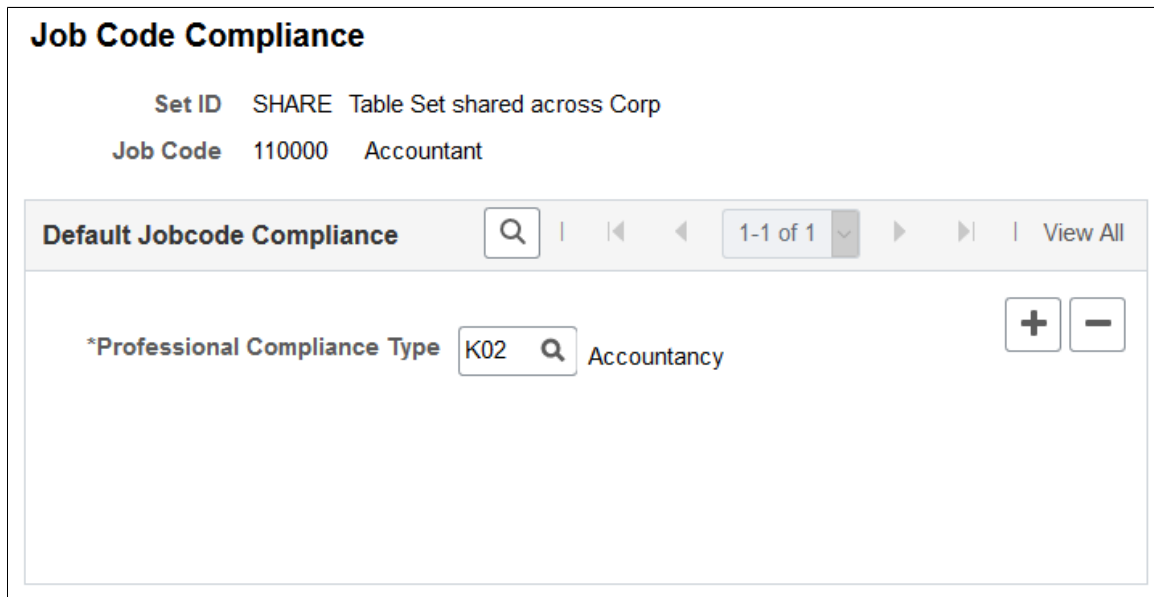 Job Code Compliance
Set ID SHARE Table Set shared across Corp
Job Code 110000 Accountant
Default Jobcode Compliance 1-1 of 1 View All
*Professional Compliance Type K02 Accountancy